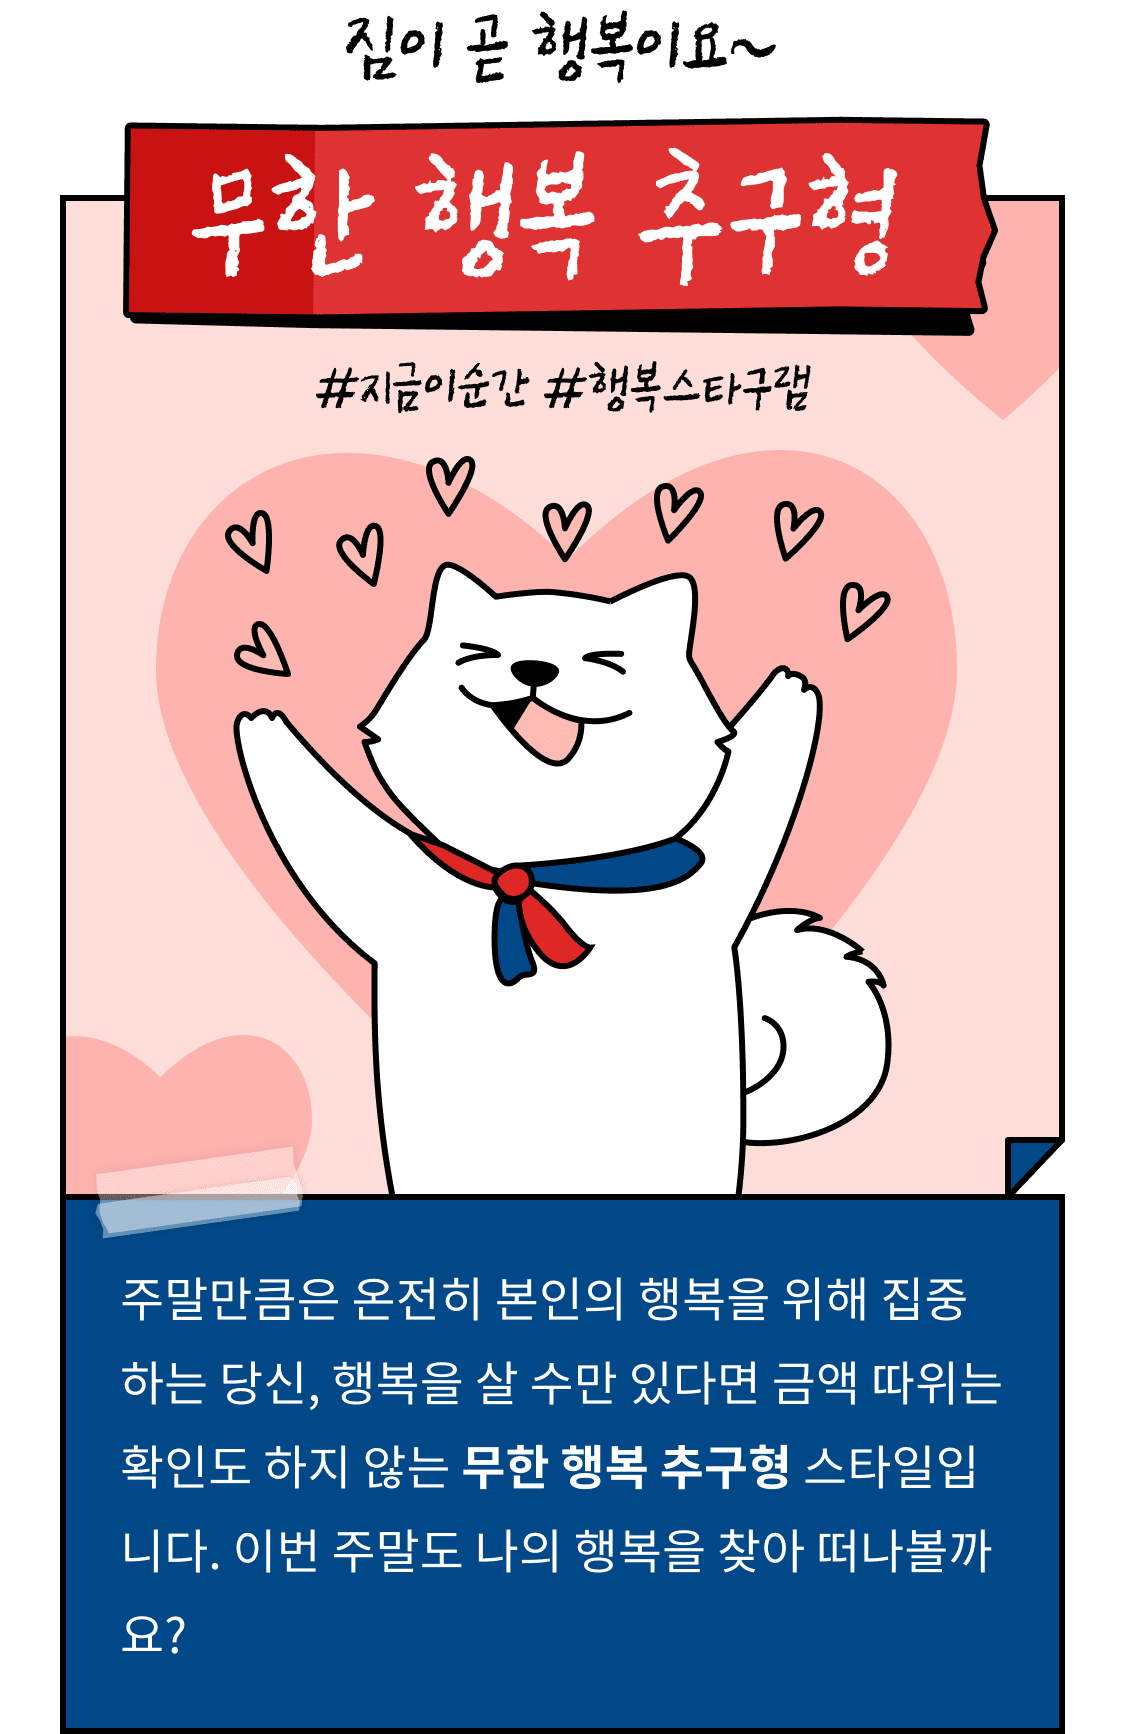 짐이 곧 행복이요~
무한 행복 추구형
#지금이순간 #행복스타구램
주말만큼은 온전히 본인의 행복을 위해 집중
하는 당신, 행복을 살 수만 있다면 금액 따위는
확인도 하지 않는 무한 행복 추구형 스타일입
니다. 이번 주말도 나의 행복을 찾아 떠나볼까
요?